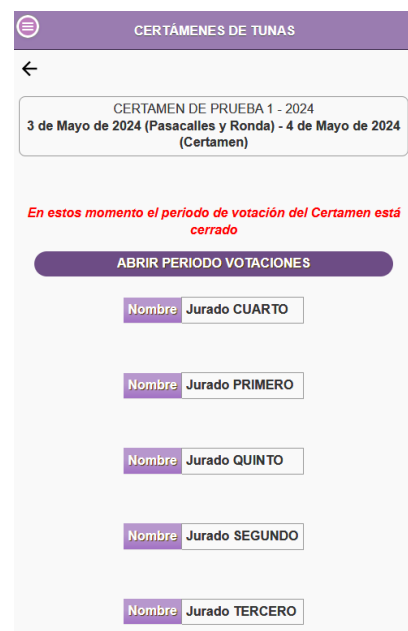 CERTÁMENES DE TUNAS
CERTAMEN DE PRUEBA 1 - 2024
3 de Mayo de 2024 (Pasacalles y Ronda) - 4 de Mayo de 2024
(Certamen)
En estos momento el periodo de votación del Certamen está
cerrado
ABRIR PERIODO VOTACIONES
Nombre Jurado CUARTO
Nombre Jurado PRIMERO
Nombre Jurado QUINTO
Nombre Jurado SEGUNDO
Nombre Jurado TERCERO